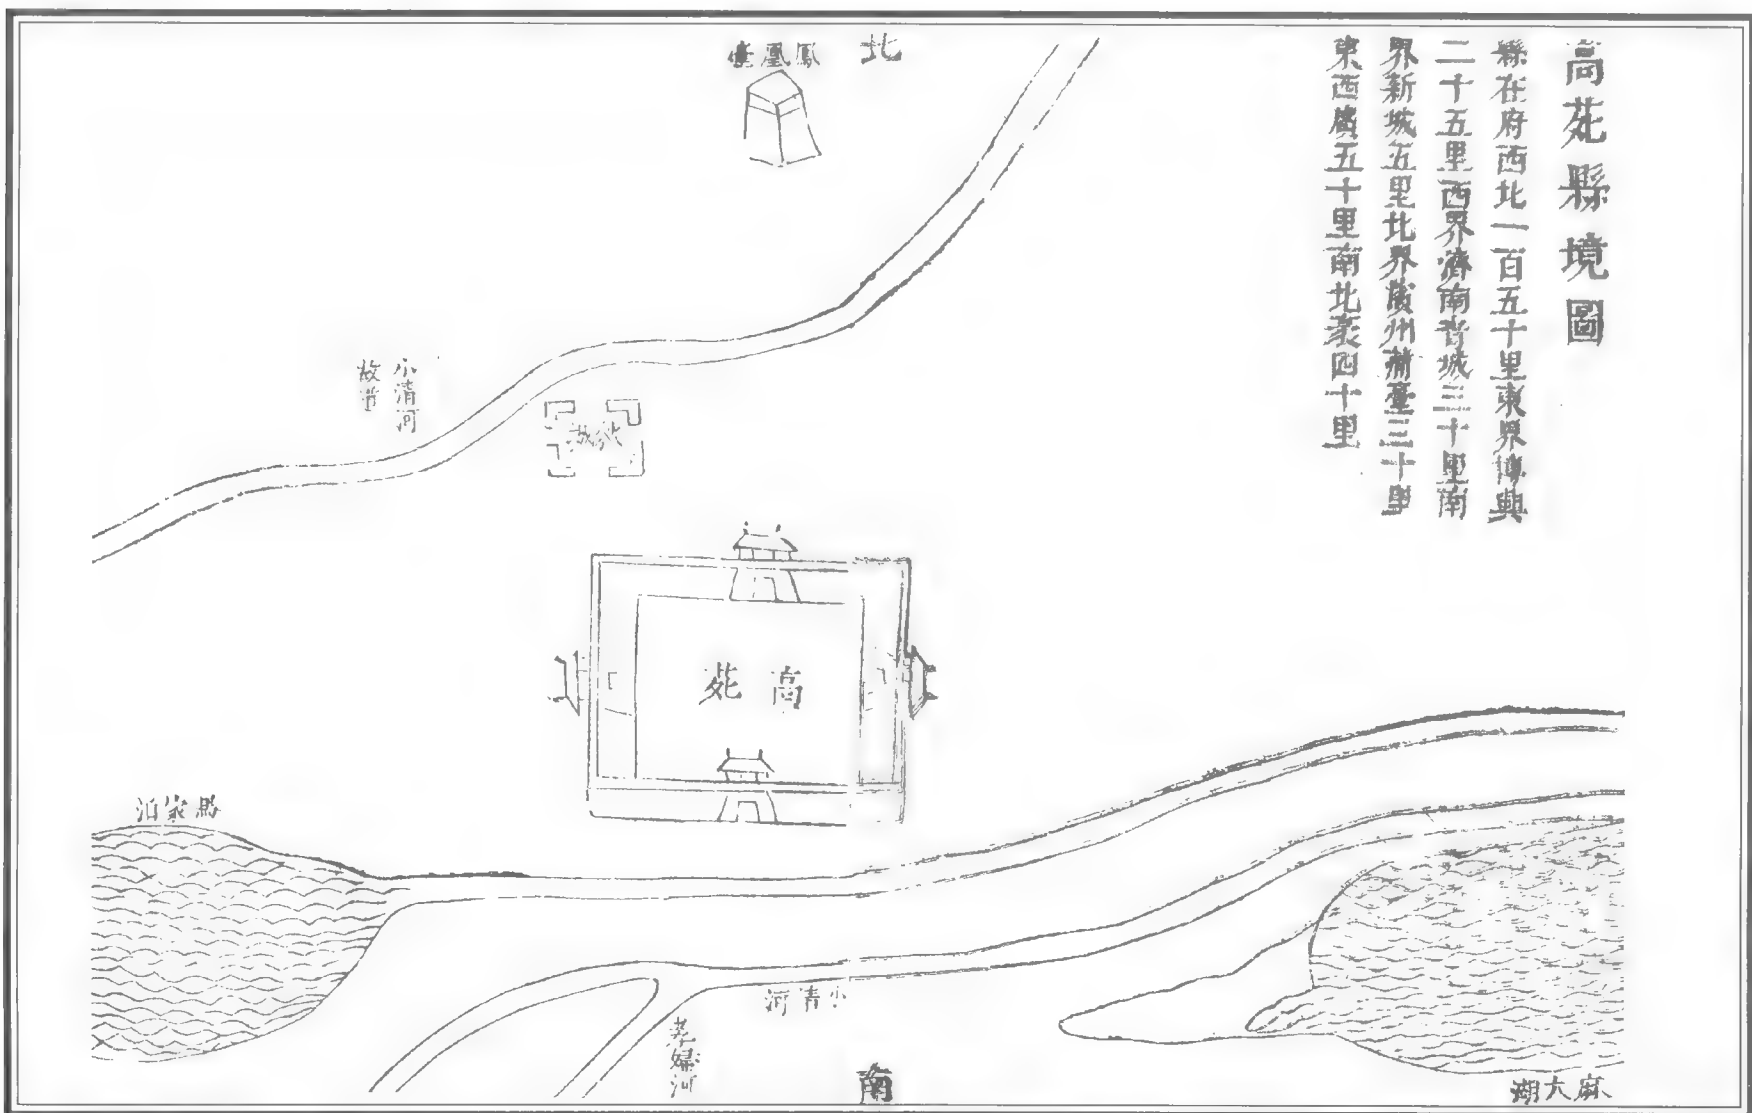 高苑縣境圖
縣在府西北一百五十里東界博興
二十五里西界濟南青城三十里南
界新城五里北界濵州蒲臺三十里
東西廣五十里南北袤四十里
北
鳳凰臺
小清河
故道
城
高苑
馬家泊
小清河
孝婦河
南
麻大湖